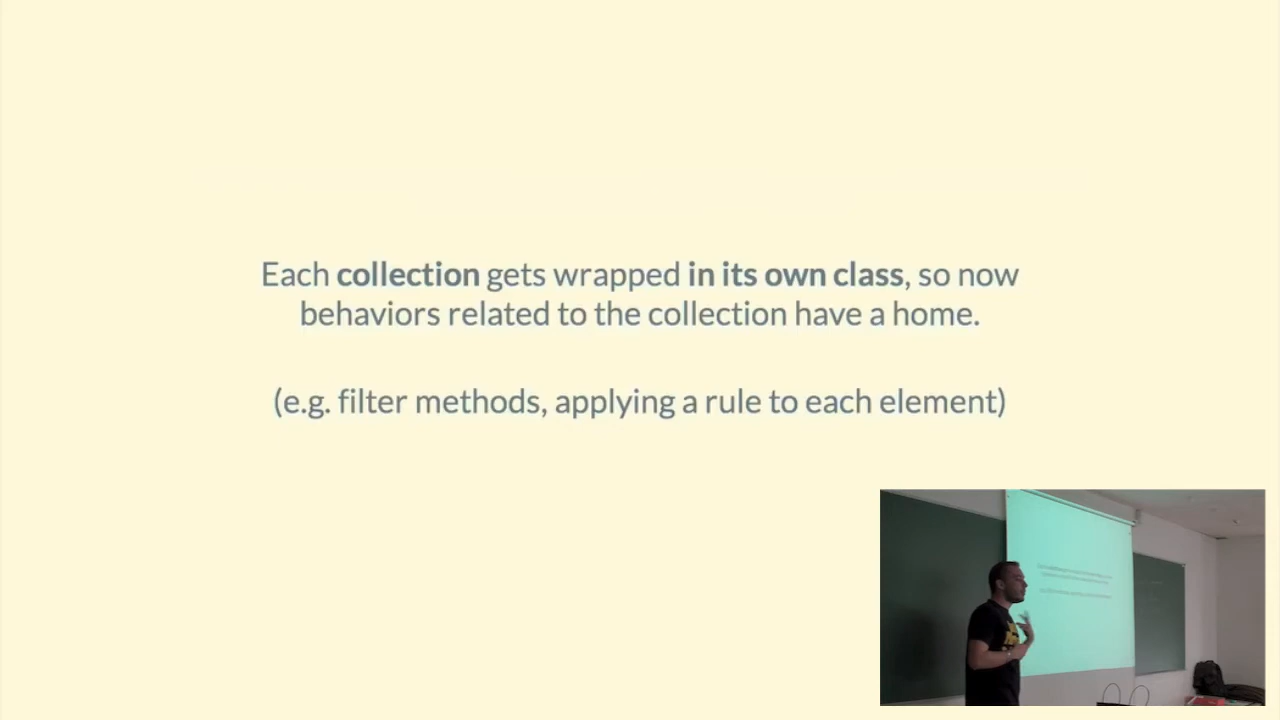 Each collection gets wrapped in its own class, so now
behaviors related to the collection have a home.
(e.g. filter methods, applying a rule to each element)